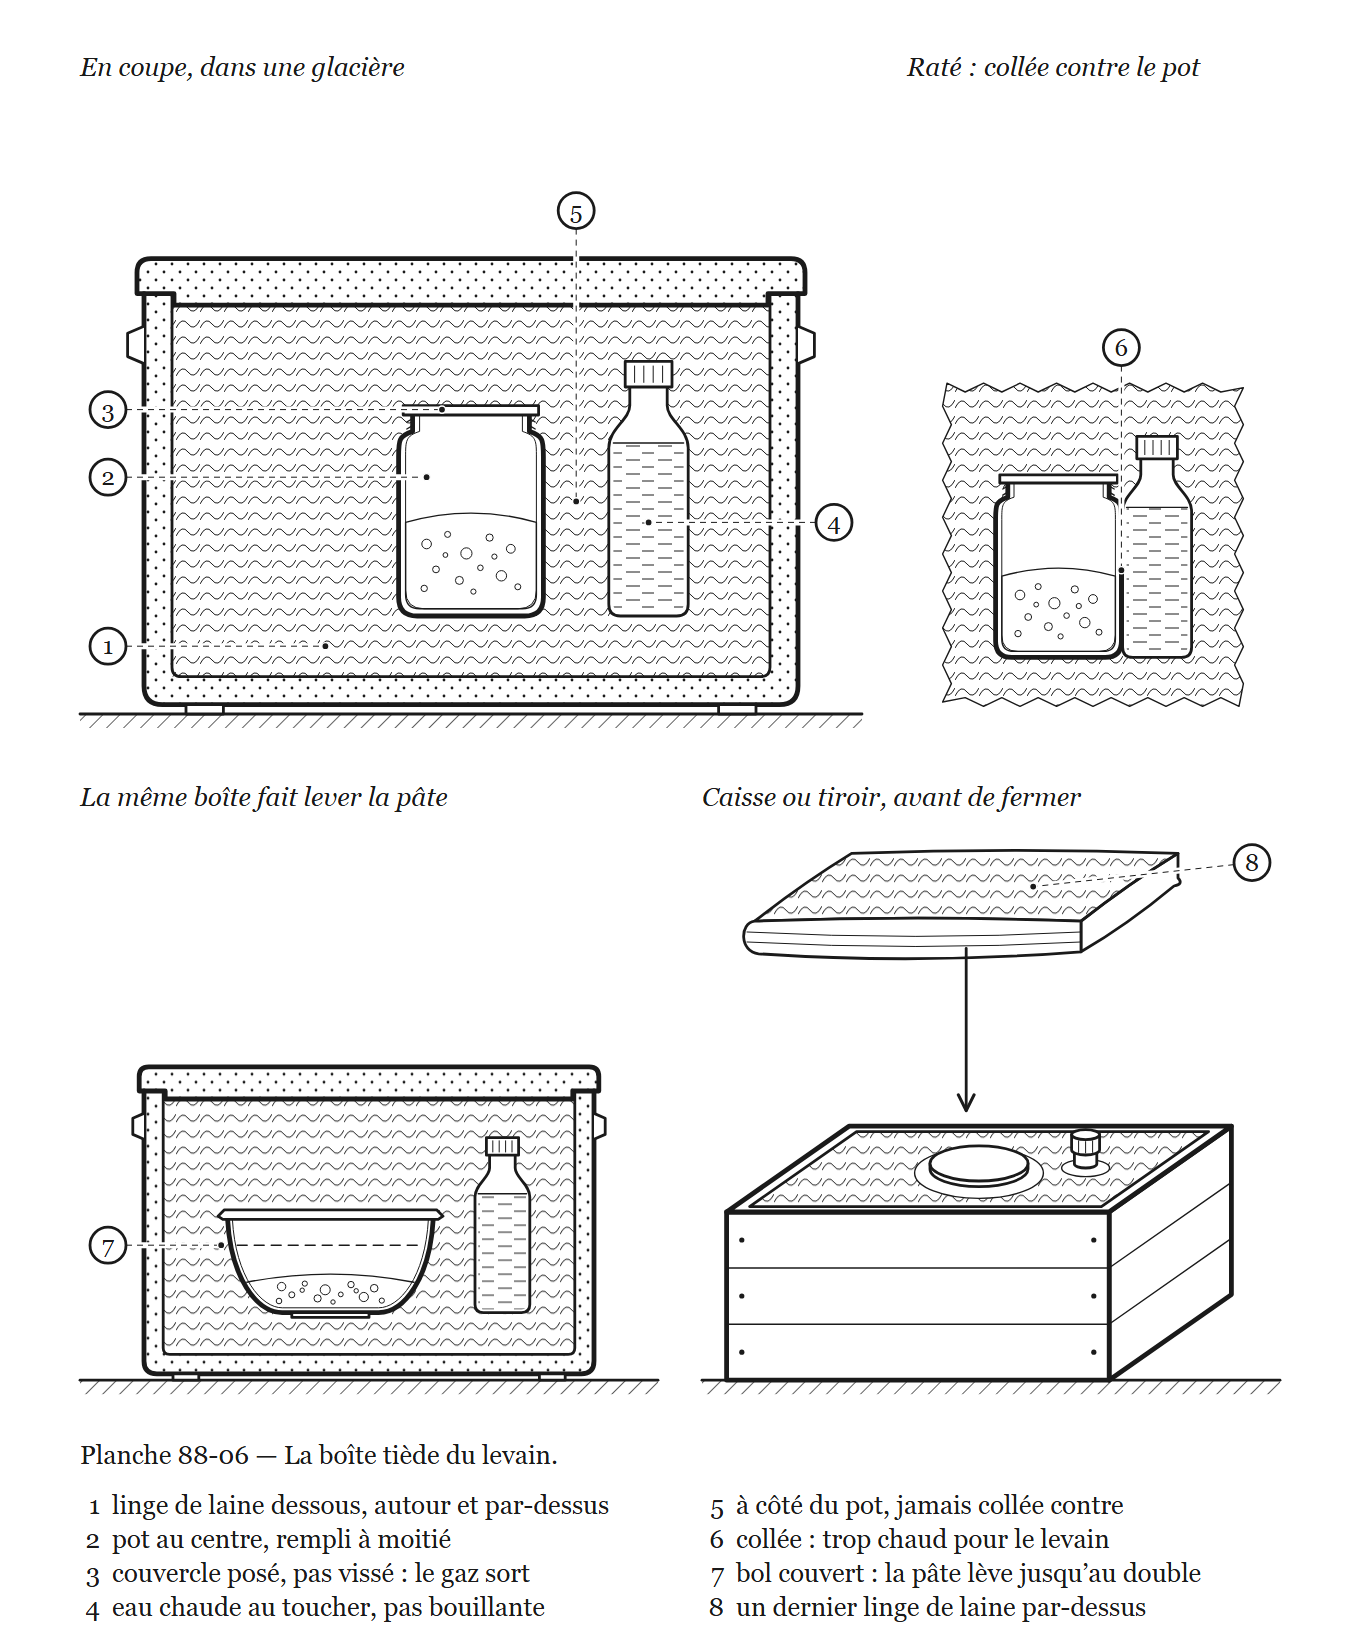 En coupe, dans une glacière
Raté : collée contre le pot
5
6
3
2
4
1
La même boîte fait lever la pâte
Caisse ou tiroir, avant de fermer
8
7
Planche 88-06 — La boîte tiède du levain.
1 linge de laine dessous, autour et par-dessus
2 pot au centre, rempli à moitié
3 couvercle posé, pas vissé : le gaz sort
4 eau chaude au toucher, pas bouillante
5 à côté du pot, jamais collée contre
6 collée : trop chaud pour le levain
7 bol couvert : la pâte lève jusqu’au double
8 un dernier linge de laine par-dessus